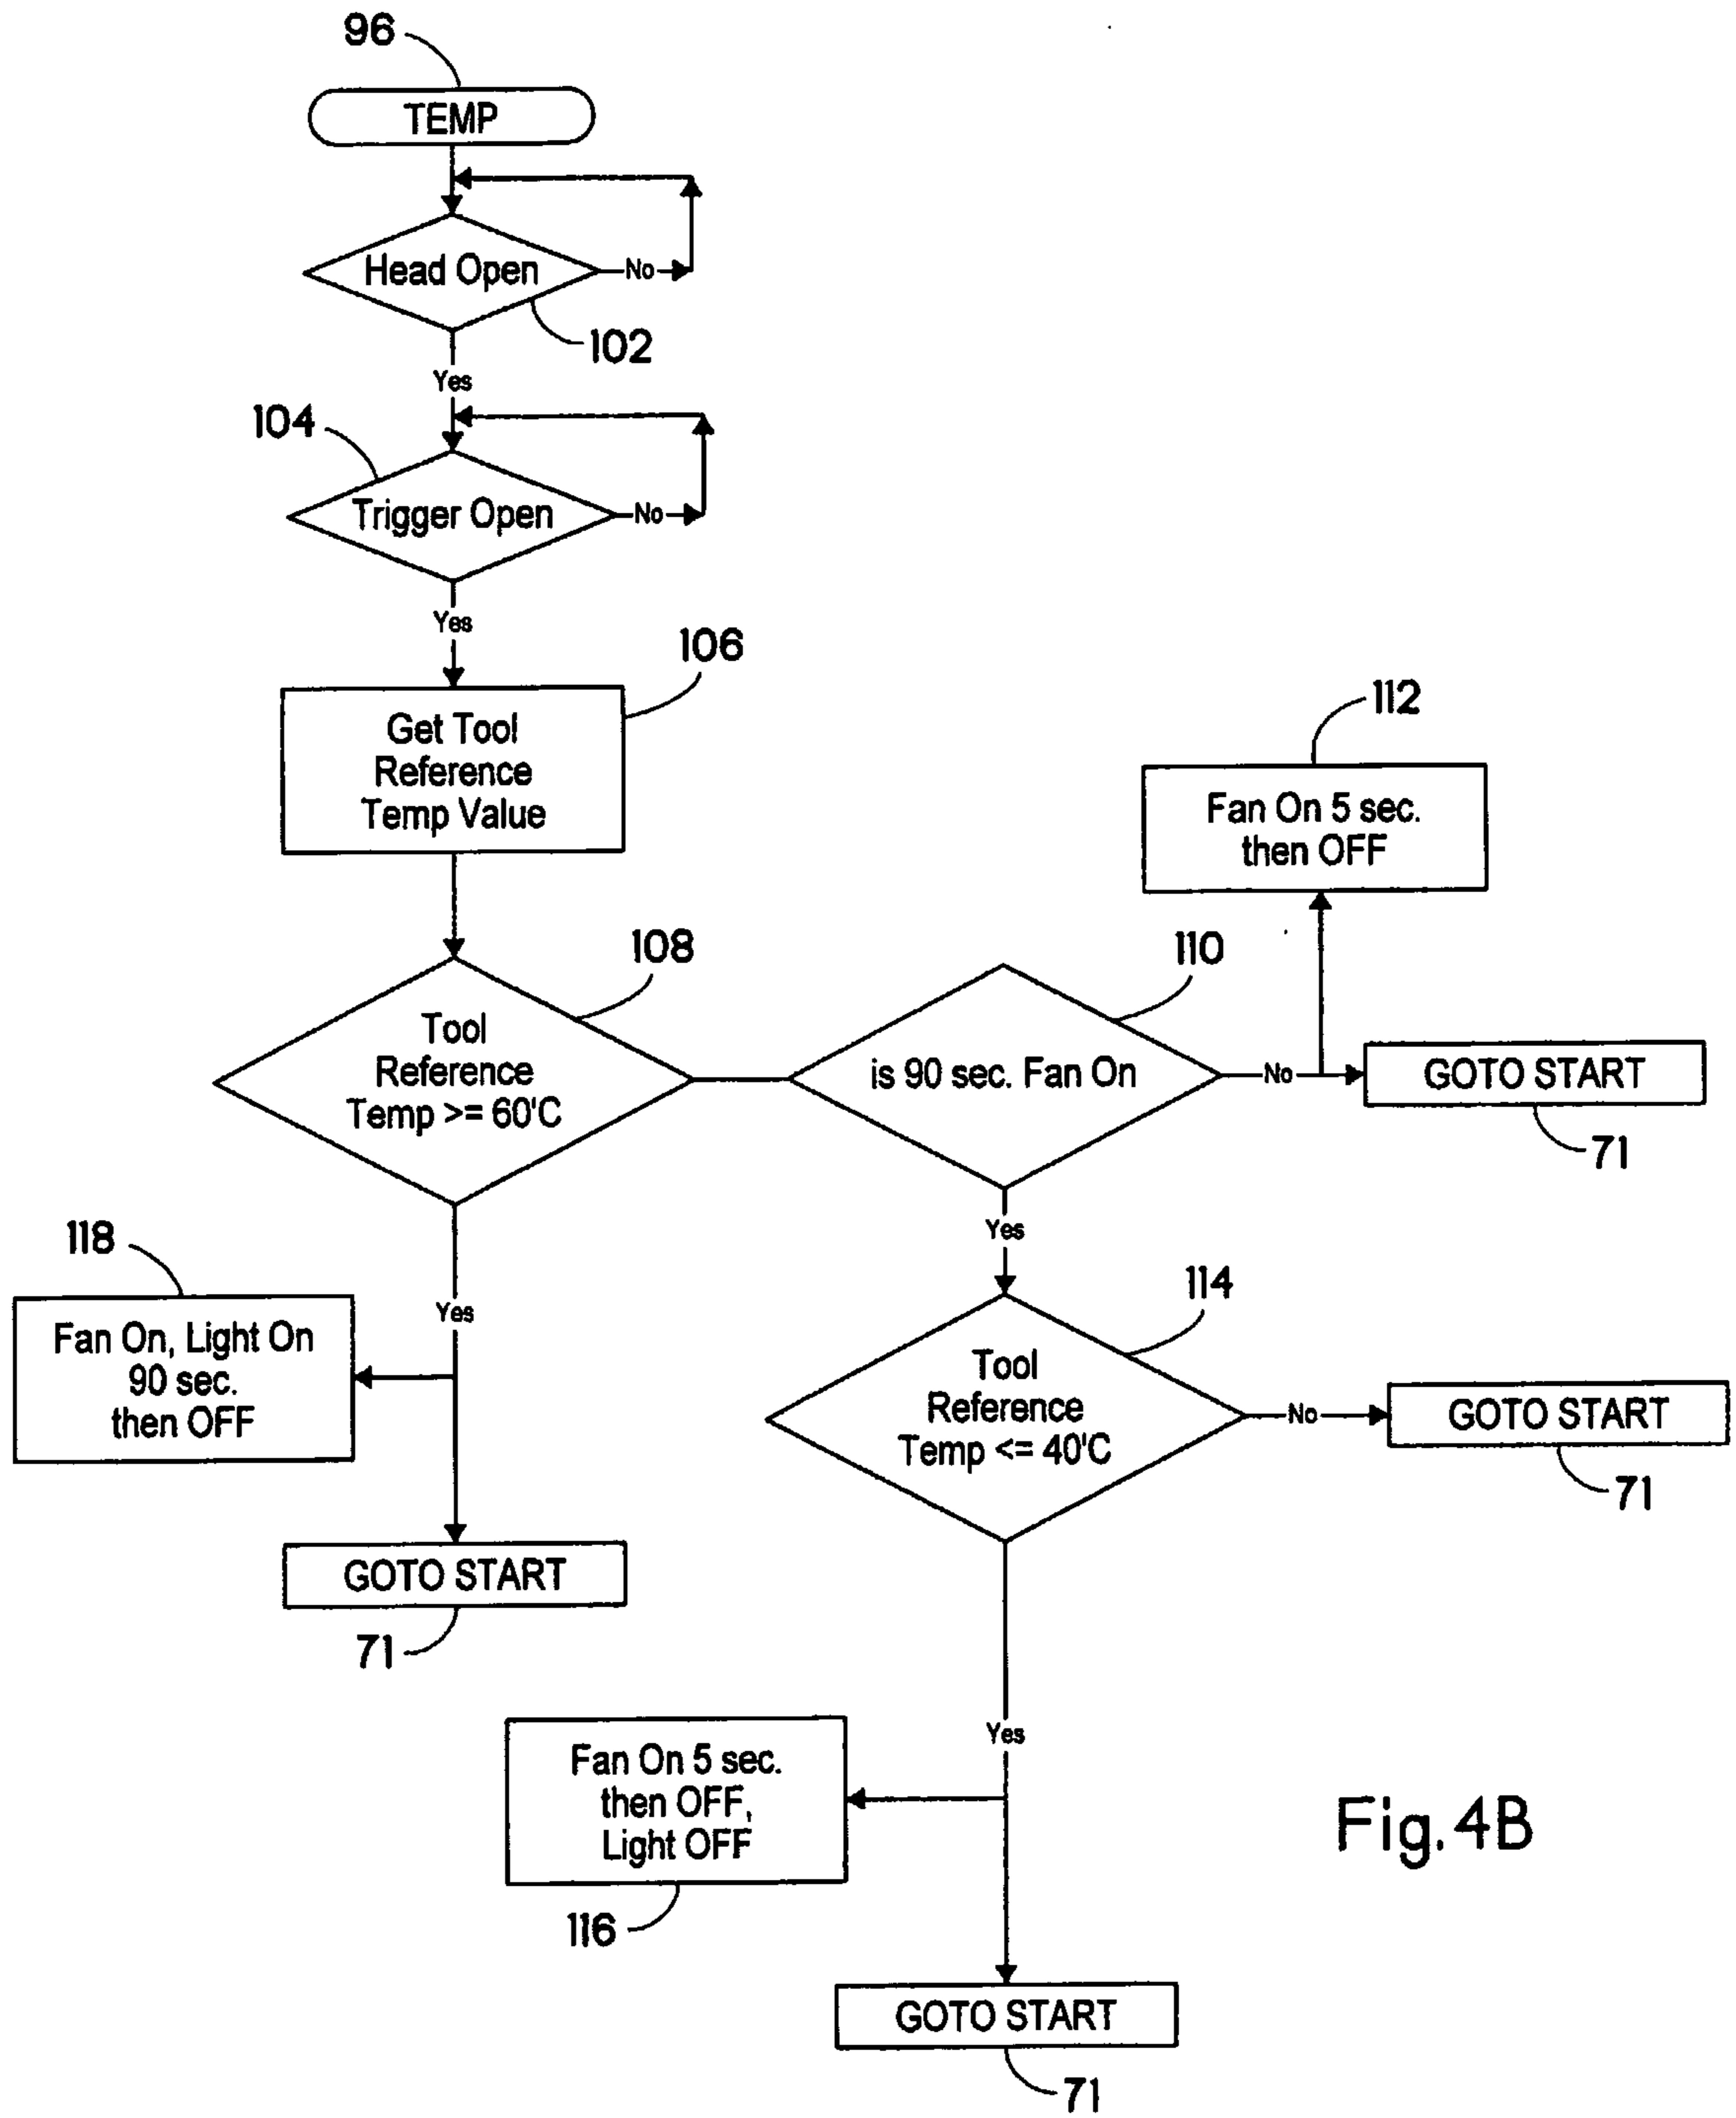 96
TEMP
Head Open
No
102
Yes
104
Trigger Open
No
Yes
106
Get Tool
Reference
Temp Value
112
Fan On 5 sec.
then OFF
108
Tool
Reference
Temp >= 60'C
110
is 90 sec. Fan On
No
GOTO START
71
Yes
118
Fan On, Light On
90 sec.
then OFF
Yes
GOTO START
71
114
Tool
Reference
Temp <= 40'C
No
GOTO START
71
Yes
Fan On 5 sec.
then OFF,
Light OFF
116
GOTO START
71
Fig.4B